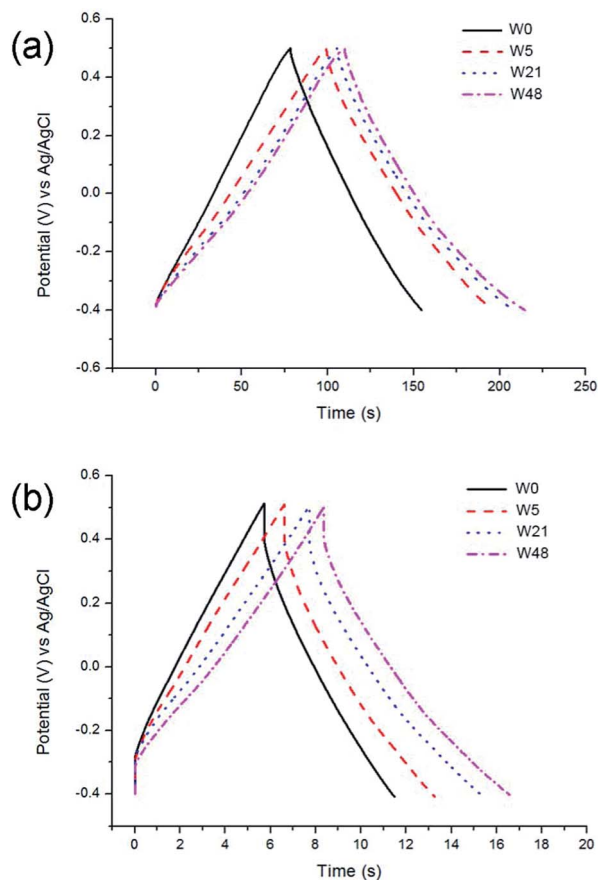 (a)
W0
W5
W21
W48
0.6
0.4
0.2
0.0
-0.2
-0.4
-0.6
Potential (V) vs Ag/AgCl
0 50 100 150 200 250
Time (s)
(b)
W0
W5
W21
W48
0.6
0.4
0.2
0.0
-0.2
-0.4
Potential (V) vs Ag/AgCl
0 2 4 6 8 10 12 14 16 18 20
Time (s)